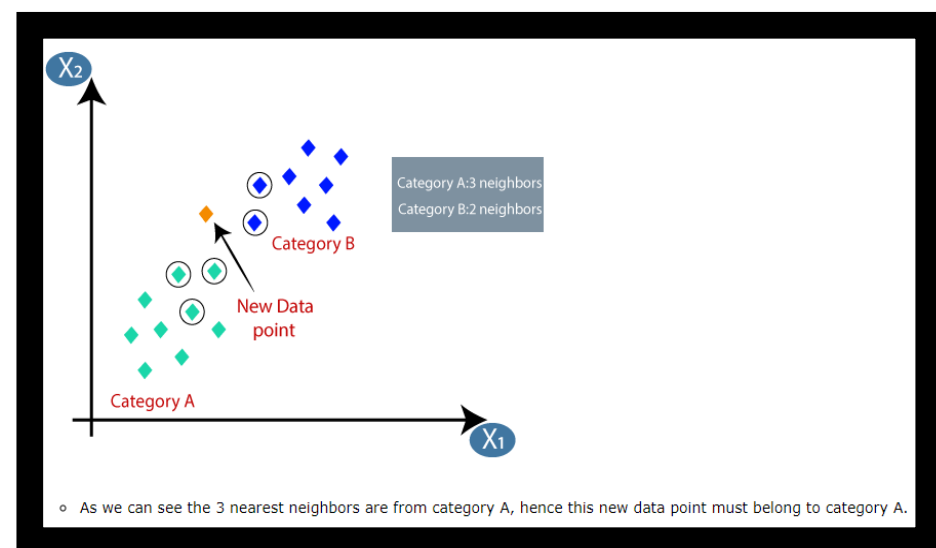 X₂
Category A:3 neighbors
Category B:2 neighbors
Category B
New Data
point
Category A
X₁
As we can see the 3 nearest neighbors are from category A, hence this new data point must belong to category A.